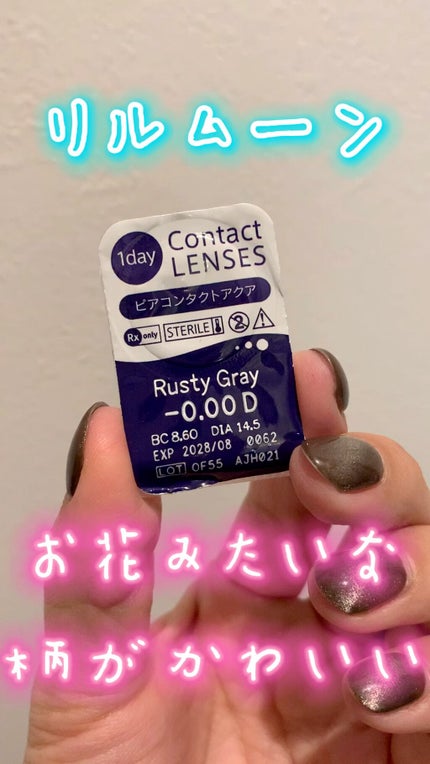 リルムーン
1day
Contact
LENSES
ピアコンタクトアクア
Rx only STERILE 2
Rusty Gray
-0.00 D
BC 8.60 DIA 14.5
EXP 2028/08 0062
LOT OF55 AJH021
お花みたいな
柄がかわいい